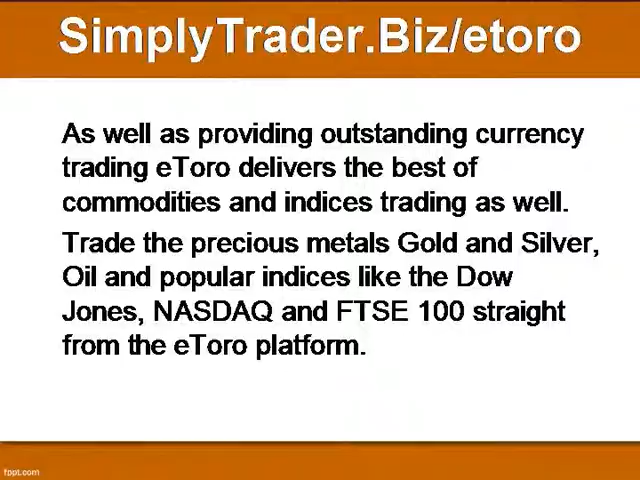 SimplyTrader.Biz/etoro
As well as providing outstanding currency
trading eToro delivers the best of
commodities and indices trading as well.
Trade the precious metals Gold and Silver,
Oil and popular indices like the Dow
Jones, NASDAQ and FTSE 100 straight
from the eToro platform.
fppt.com